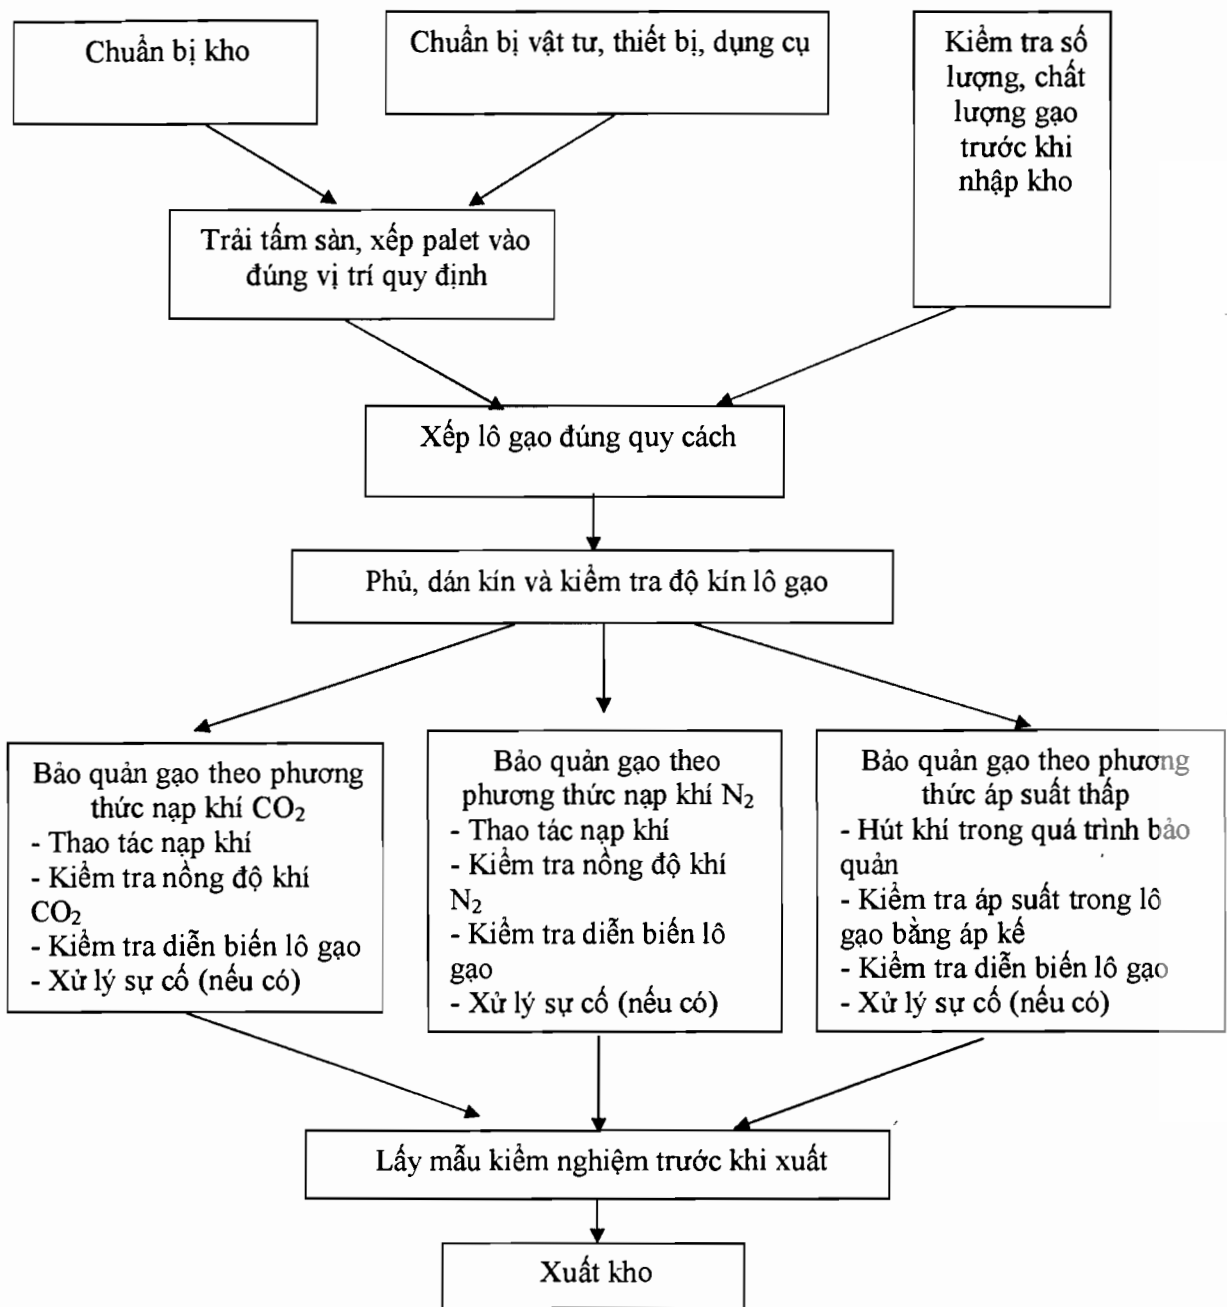 Chuẩn bị kho
Chuẩn bị vật tư, thiết bị, dụng cụ
Kiểm tra số
lượng, chất
lượng gạo
trước khi
nhập kho
Trải tấm sàn, xếp palet vào
đúng vị trí quy định
Xếp lô gạo đúng quy cách
Phủ, dán kín và kiểm tra độ kín lô gạo
Bảo quản gạo theo phương
thức nạp khí CO₂
- Thao tác nạp khí
- Kiểm tra nồng độ khí
CO₂
- Kiểm tra diễn biến lô gạo
- Xử lý sự cố (nếu có)
Bảo quản gạo theo
phương thức nạp khí N₂
- Thao tác nạp khí
- Kiểm tra nồng độ khí
N₂
- Kiểm tra diễn biến lô
gạo
- Xử lý sự cố (nếu có)
Bảo quản gạo theo phương
thức áp suất thấp
- Hút khí trong quá trình bảo
quản
- Kiểm tra áp suất trong lô
gạo bằng áp kế
- Kiểm tra diễn biến lô gạo
- Xử lý sự cố (nếu có)
Lấy mẫu kiểm nghiệm trước khi xuất
Xuất kho